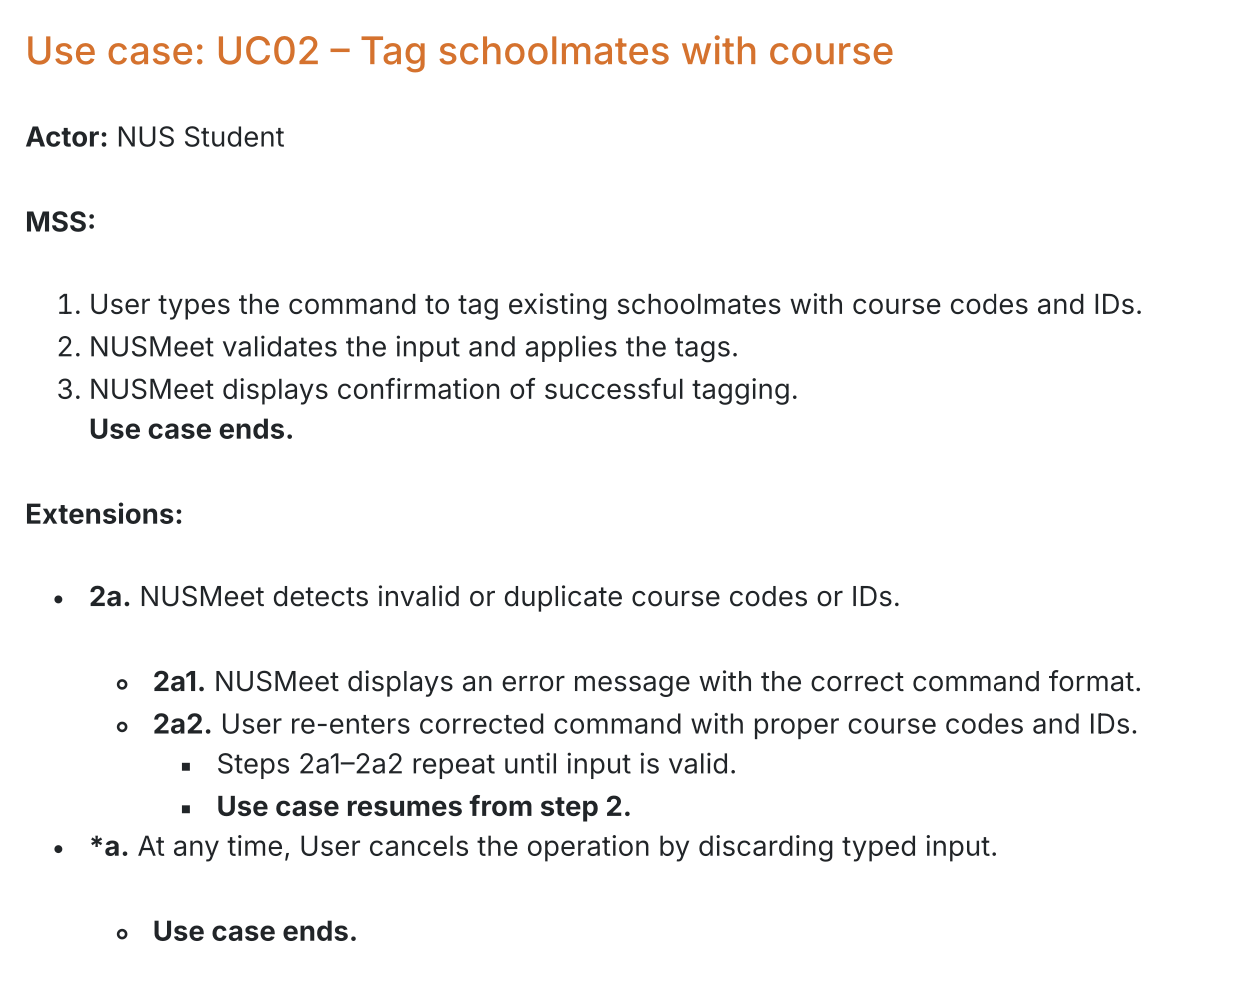 Use case: UC02 – Tag schoolmates with course
Actor: NUS Student
MSS:
1. User types the command to tag existing schoolmates with course codes and IDs.
2. NUSMeet validates the input and applies the tags.
3. NUSMeet displays confirmation of successful tagging.
Use case ends.
Extensions:
• 2a. NUSMeet detects invalid or duplicate course codes or IDs.
◦ 2a1. NUSMeet displays an error message with the correct command format.
◦ 2a2. User re-enters corrected command with proper course codes and IDs.
▪ Steps 2a1–2a2 repeat until input is valid.
▪ Use case resumes from step 2.
• *a. At any time, User cancels the operation by discarding typed input.
◦ Use case ends.